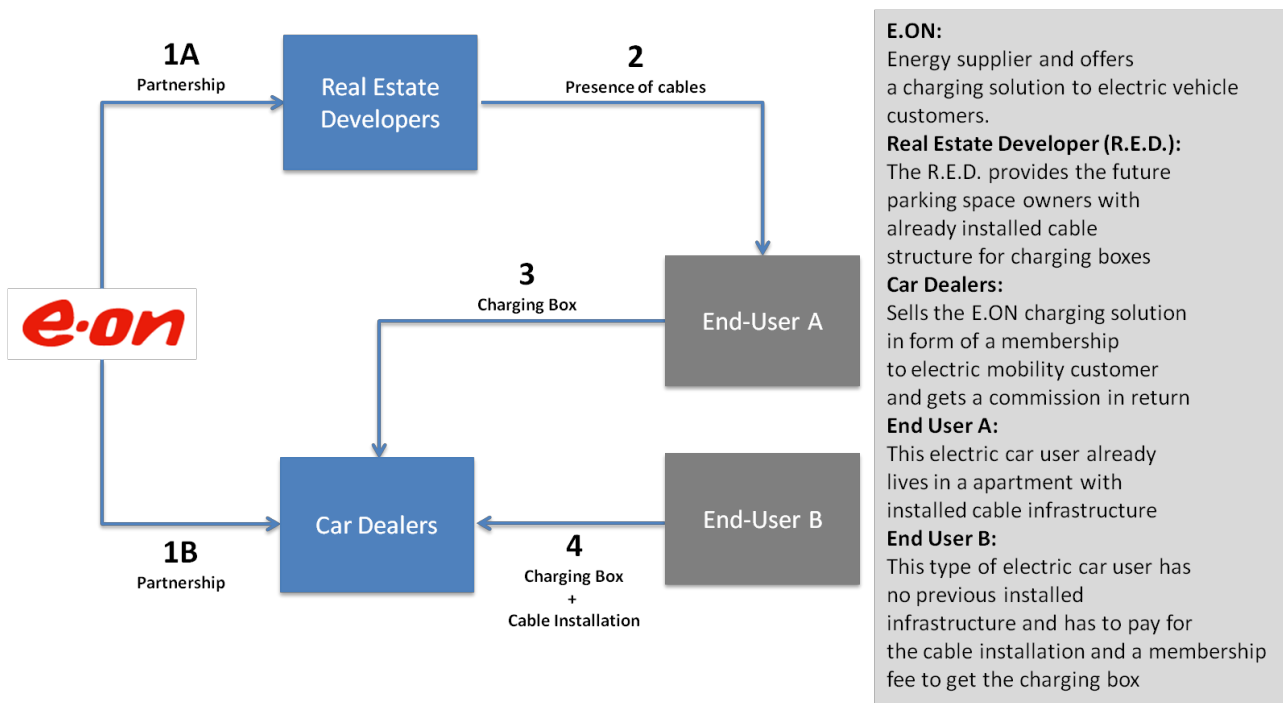 1A
Partnership
Real Estate
Developers
2
Presence of cables
3
Charging Box
End-User A
e·on
Car Dealers
End-User B
1B
Partnership
4
Charging Box
+
Cable Installation
E.ON:
Energy supplier and offers
a charging solution to electric vehicle
customers.
Real Estate Developer (R.E.D.):
The R.E.D. provides the future
parking space owners with
already installed cable
structure for charging boxes
Car Dealers:
Sells the E.ON charging solution
in form of a membership
to electric mobility customer
and gets a commission in return
End User A:
This electric car user already
lives in a apartment with
installed cable infrastructure
End User B:
This type of electric car user has
no previous installed
infrastructure and has to pay for
the cable installation and a membership
fee to get the charging box